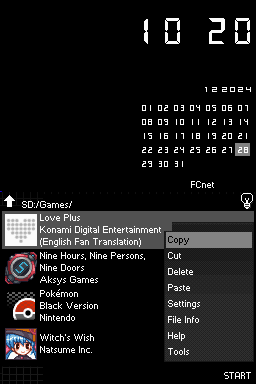 10 20
12024
01 02 03 04 05 06 07
08 09 10 11 12 13 14
15 16 17 18 19 20 21
22 23 24 25 26 27 28
29 30 31
FCnet
SD:/Games/
Love Plus
Konami Digital Entertainment
(English Fan Translation)
Nine Hours, Nine Persons,
Nine Doors
Aksys Games
Pokémon
Black Version
Nintendo
Witch's Wish
Natsume Inc.
Copy
Cut
Delete
Paste
Settings
File Info
Help
Tools
START